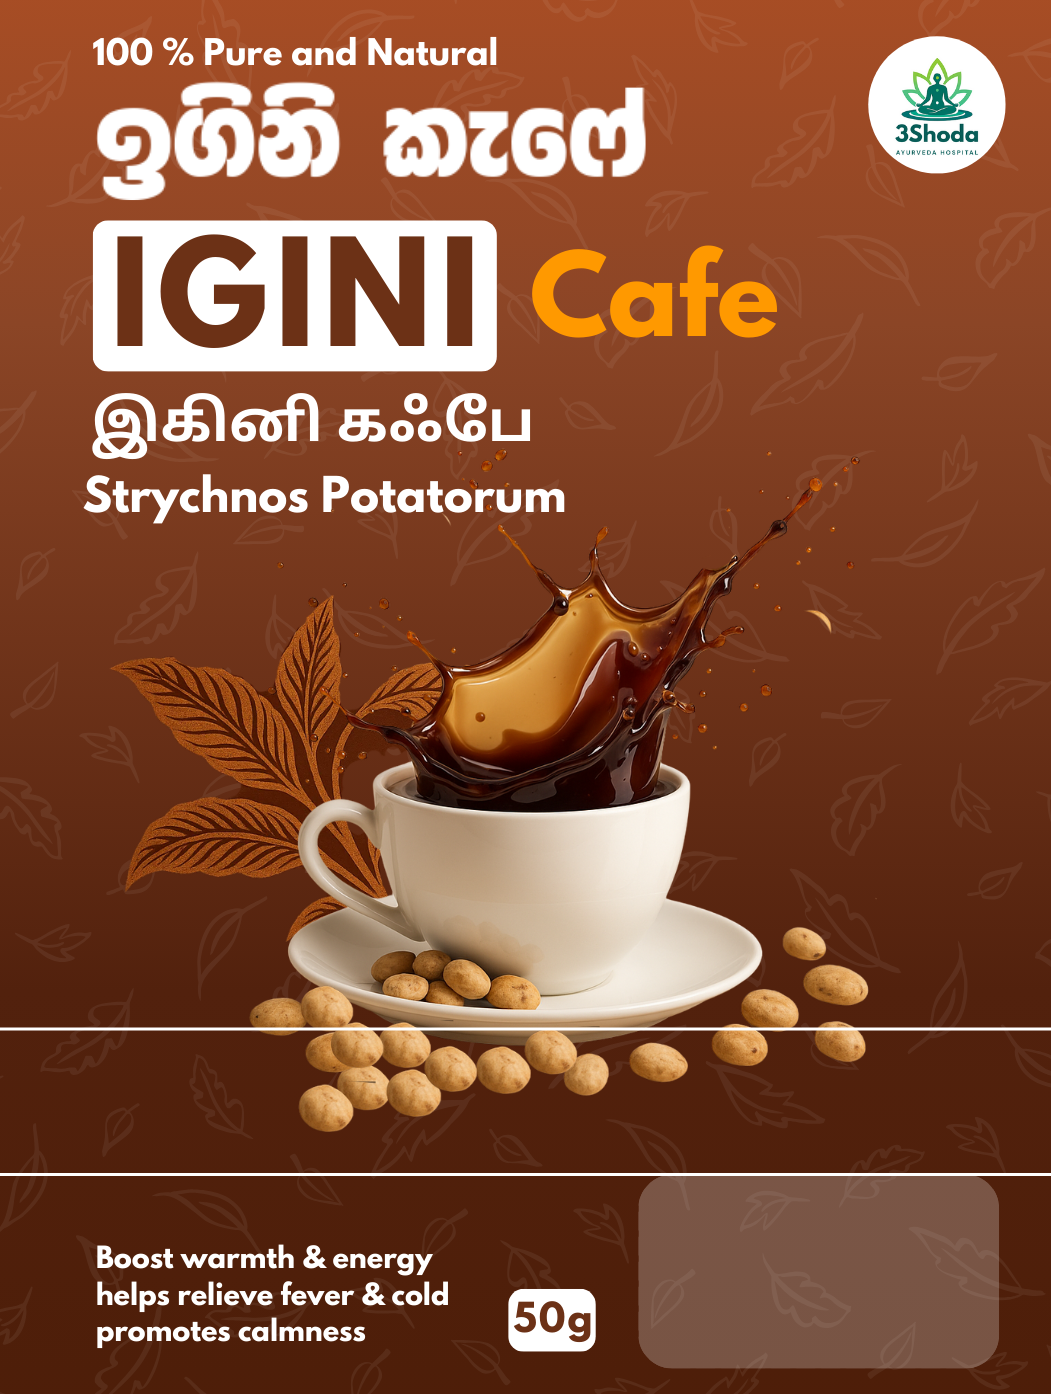 100 % Pure and Natural
ඉගිනි කැෆේ
IGINI Cafe
இகினி கஃபே
Strychnos Potatorum
3Shoda
AYURVEDA HOSPITAL
Boost warmth & energy
helps relieve fever & cold
promotes calmness
50g